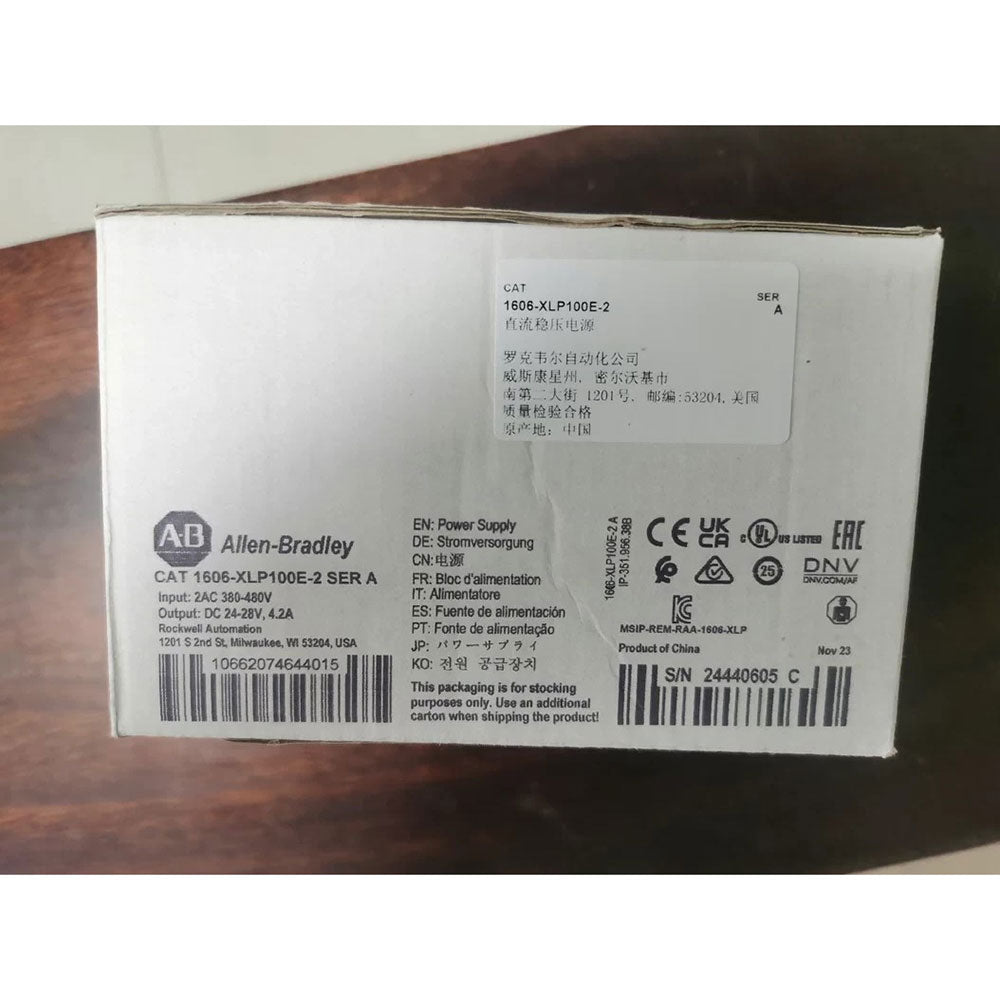 CAT
SER
1606-XLP100E-2
A
直流稳压电源
罗克韦尔自动化公司
威斯康星州, 密尔沃基市
南第二大街 1201号, 邮编:53204,美国
质量检验合格
原产地: 中国
AB Allen-Bradley
CAT 1606-XLP100E-2 SER A
Input: 2AC 380-480V
Output: DC 24-28V, 4.2A
Rockwell Automation
1201 S 2nd St, Milwaukee, WI 53204, USA
10662074644015
EN: Power Supply
DE: Stromversorgung
CN:电源
FR: Bloc d'alimentation
IT: Alimentatore
ES: Fuente de alimentación
PT: Fonte de alimentação
JP: パワーサプライ
KO: 전원 공급장치
This packaging is for stocking
purposes only. Use an additional
carton when shipping the product!
1606-XLP100E-2 A
IP-351.956.38B
CE UK CA C UL US LISTED EAC
25 DNV
DNV.COM/AF
MSIP-REM-RAA-1606-XLP
Product of China
Nov 23
S/N 24440605 C